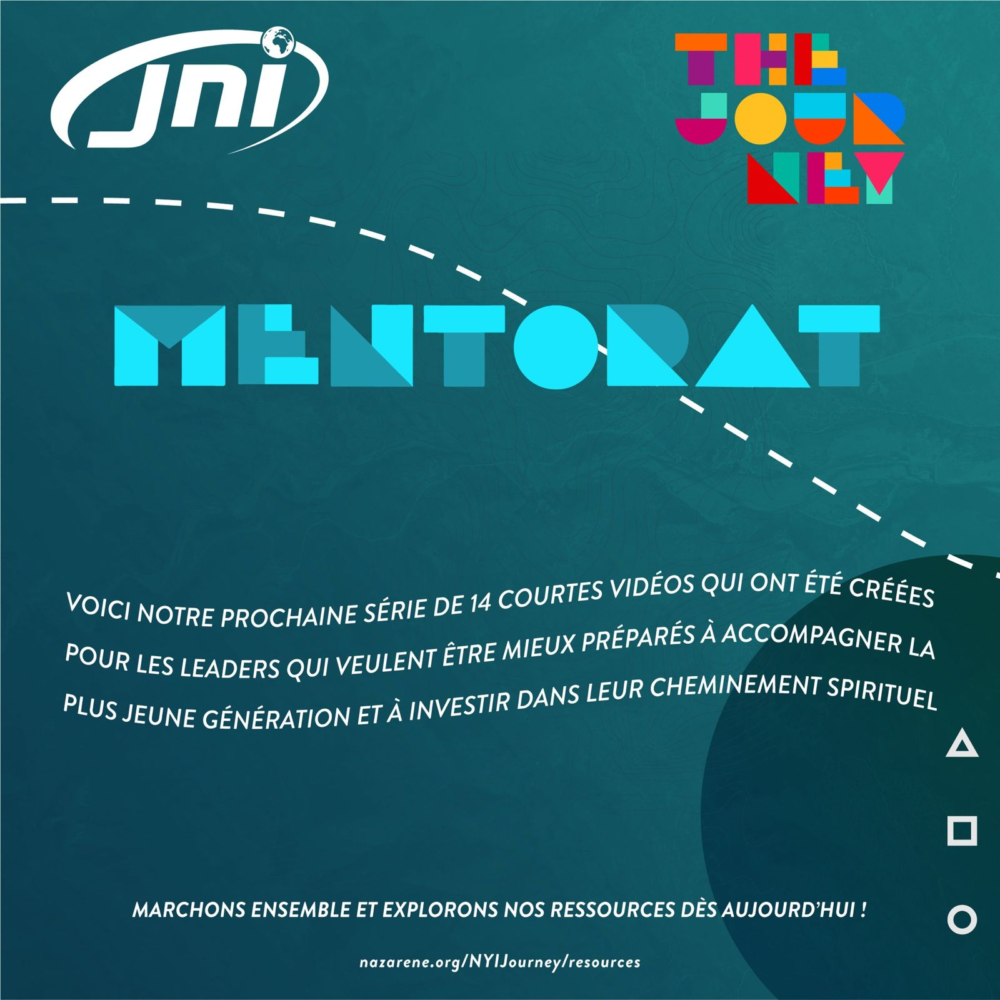 JNI
THE
JOUR
NEY
MENTORAT
VOICI NOTRE PROCHAINE SÉRIE DE 14 COURTES VIDÉOS QUI ONT ÉTÉ CRÉÉES
POUR LES LEADERS QUI VEULENT ÊTRE MIEUX PRÉPARÉS À ACCOMPAGNER LA
PLUS JEUNE GÉNÉRATION ET À INVESTIR DANS LEUR CHEMINEMENT SPIRITUEL
MARCHONS ENSEMBLE ET EXPLORONS NOS RESSOURCES DÈS AUJOURD'HUI !
nazarene.org/NYIJourney/resources